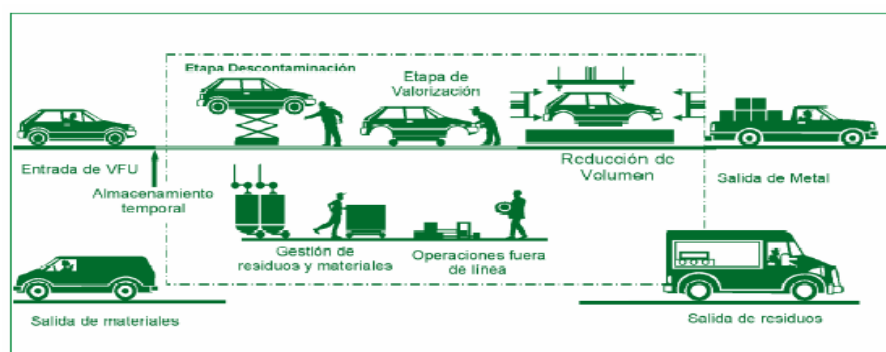 Etapa Descontaminación
Etapa de
Valorización
Entrada de VFU
Almacenamiento
temporal
Reducción de
Volumen
Salida de Metal
Gestión de
residuos y materiales
Operaciones fuera
de línea
Salida de materiales
Salida de residuos